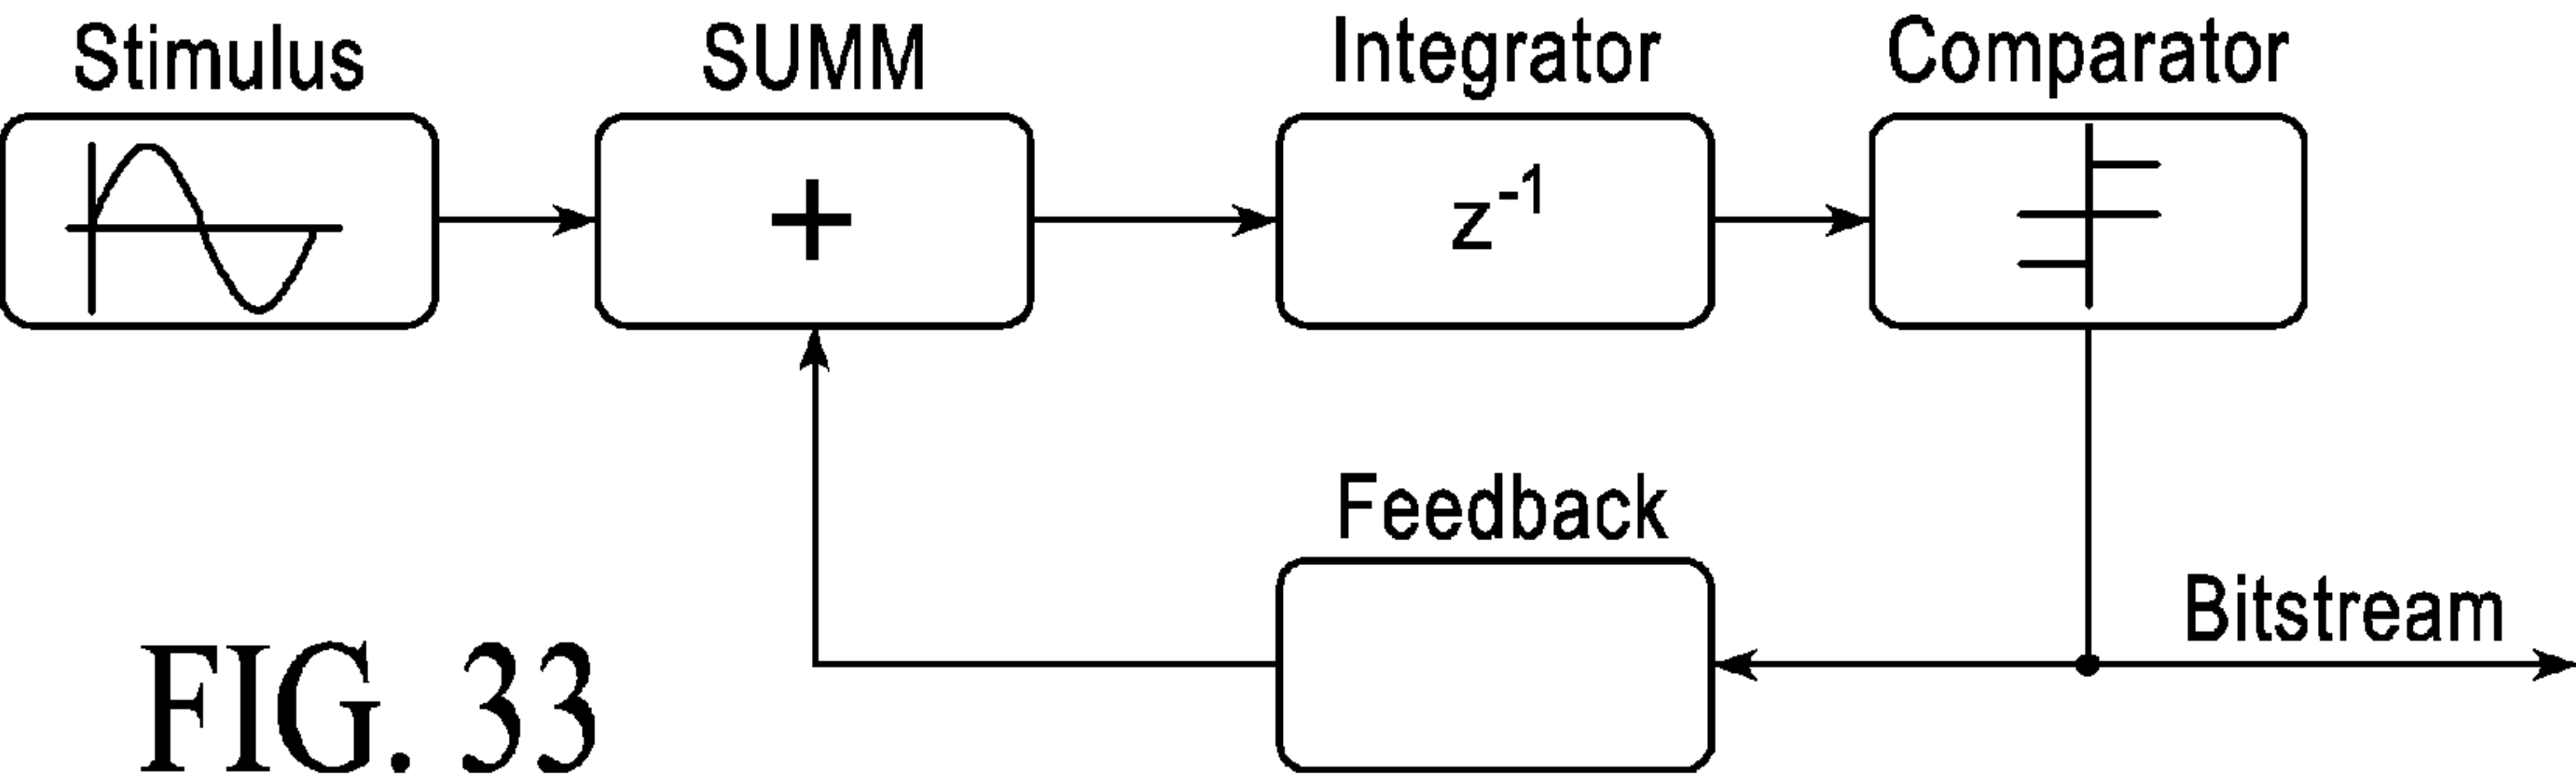 Stimulus
SUMM
Integrator
Comparator
+
z⁻¹
Feedback
Bitstream
FIG. 33